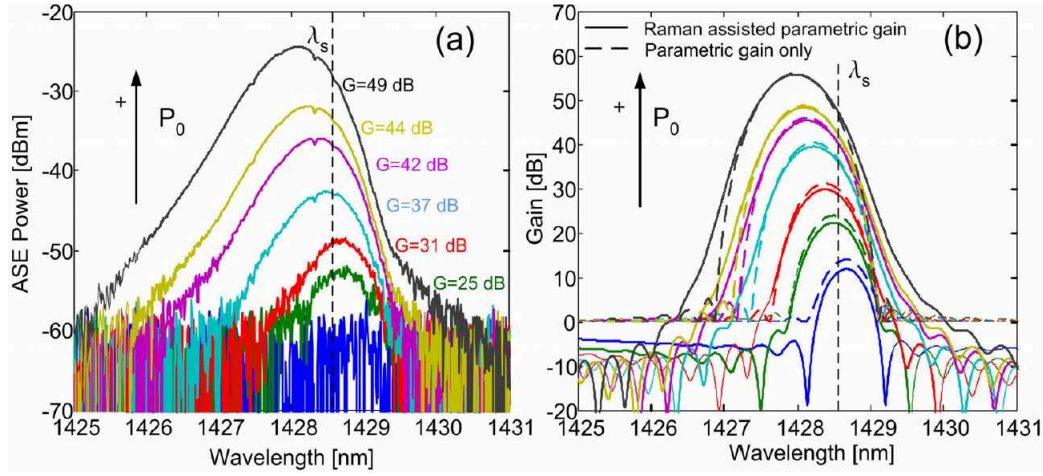 -20
-30
-40
-50
-60
-70
ASE Power [dBm]
(a)
λs
+
P0
G=49 dB
G=44 dB
G=42 dB
G=37 dB
G=31 dB
G=25 dB
1425 1426 1427 1428 1429 1430 1431
Wavelength [nm]
70
60
50
40
30
20
10
0
-10
-20
Gain [dB]
Raman assisted parametric gain
Parametric gain only
(b)
λs
+
P0
1425 1426 1427 1428 1429 1430 1431
Wavelength [nm]